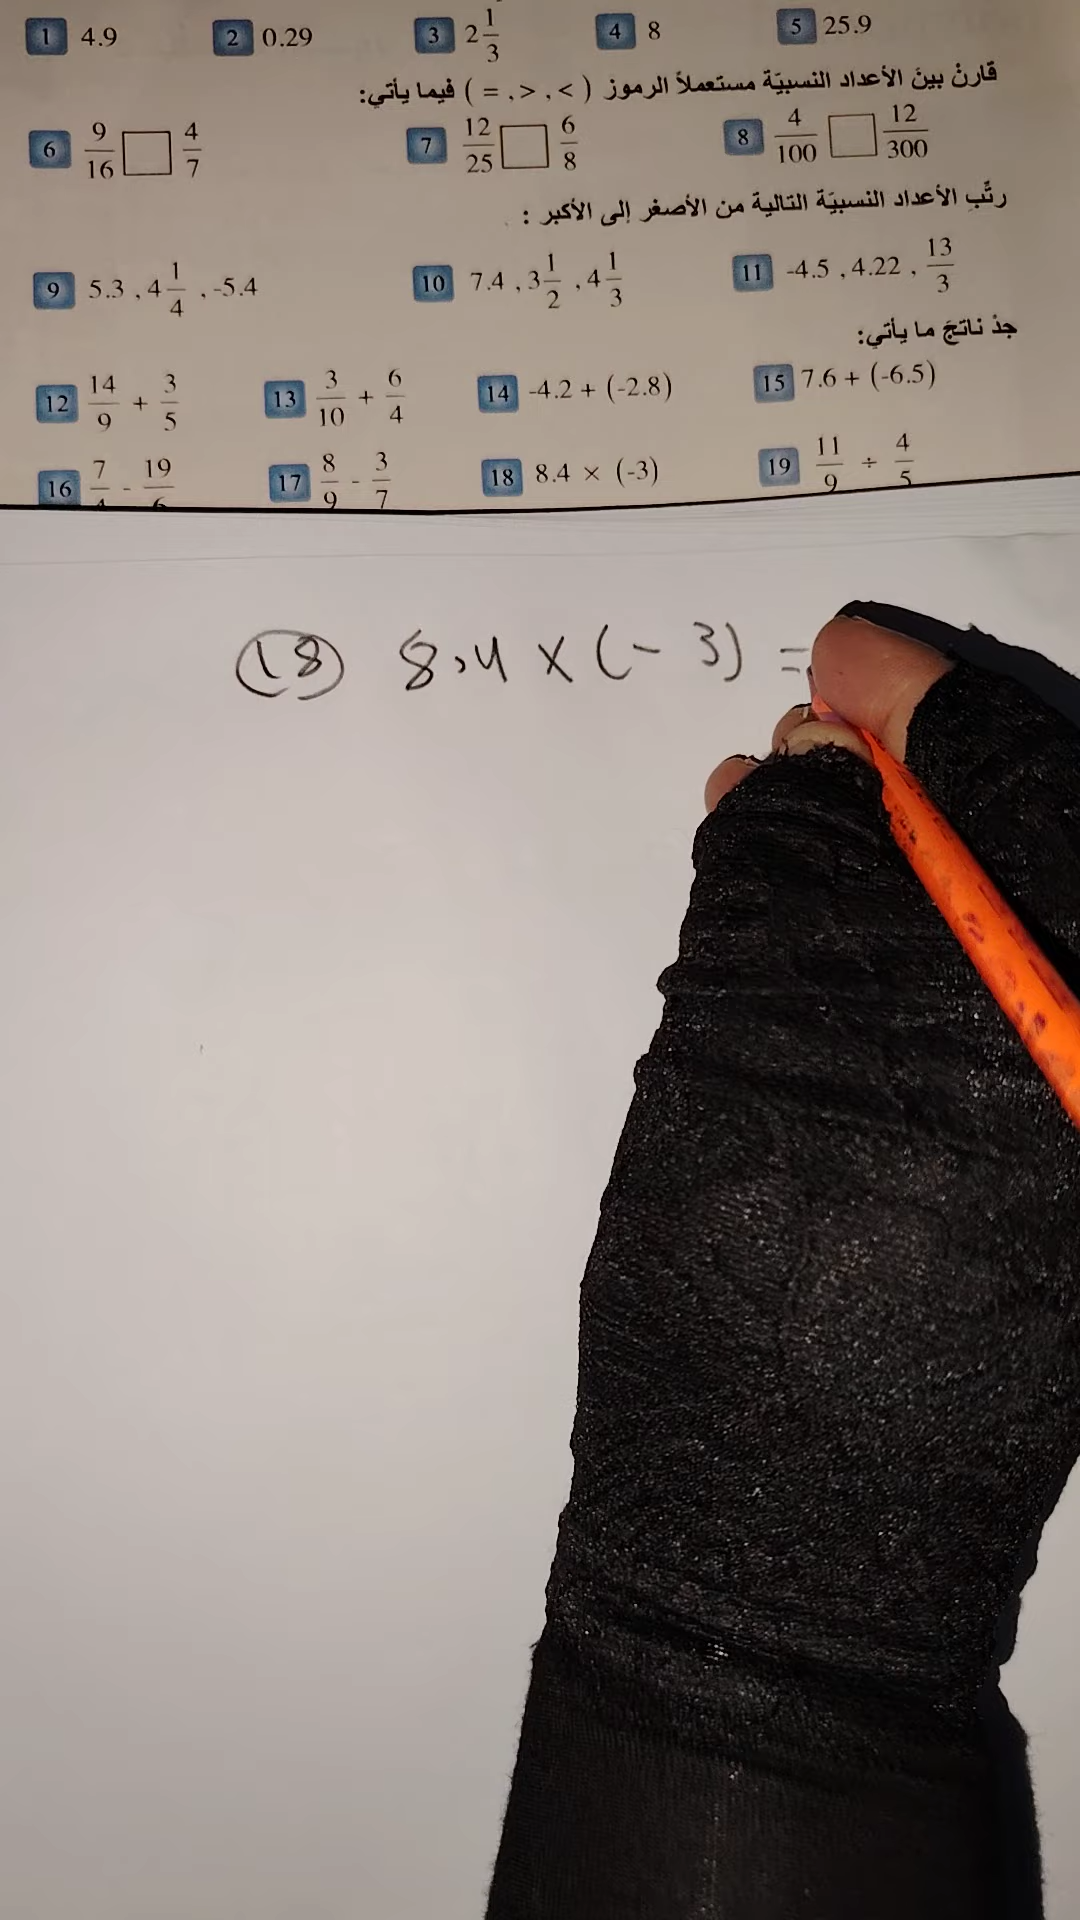 1 4.9 2 0.29 3 2 1/3 4 8 5 25.9
قارنْ بينَ الأعداد النسبيّة مستعملاً الرموز ( > ، < ، = ) فيما يأتي:
6 9/16 □ 4/7 7 12/25 □ 6/8 8 4/100 □ 12/300
رتِّبِ الأعداد النسبيّة التالية من الأصغر إلى الأكبر :
9 5.3 , 4 1/4 , -5.4 10 7.4 , 3 1/2 , 4 1/3 11 -4.5 , 4.22 , 13/3
جدْ ناتجَ ما يأتي:
12 14/9 + 3/5 13 3/10 + 6/4 14 -4.2 + (-2.8) 15 7.6 + (-6.5)
16 7/4 - 19/6 17 8/9 - 3/7 18 8.4 × (-3) 19 11/9 ÷ 4/5
18 8,4 × (- 3) =